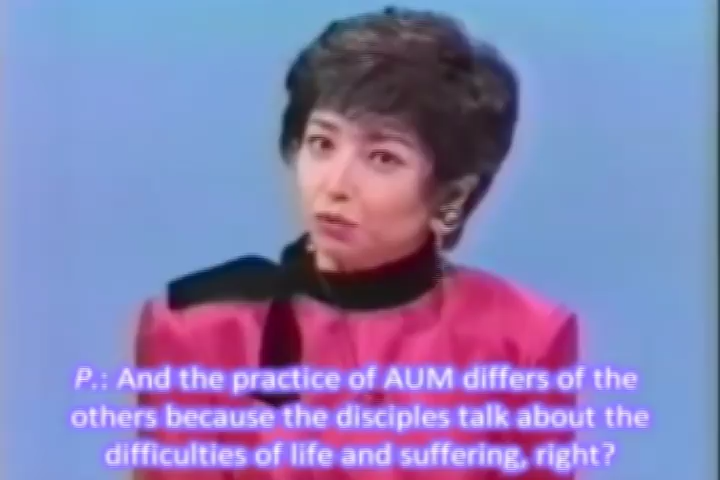 P.: And the practice of AUM differs of the
others because the disciples talk about the
difficulties of life and suffering, right?